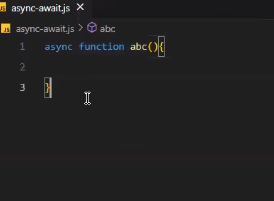 async-await.js ×
async-await.js > abc
1 async function abc(){
2
3 }